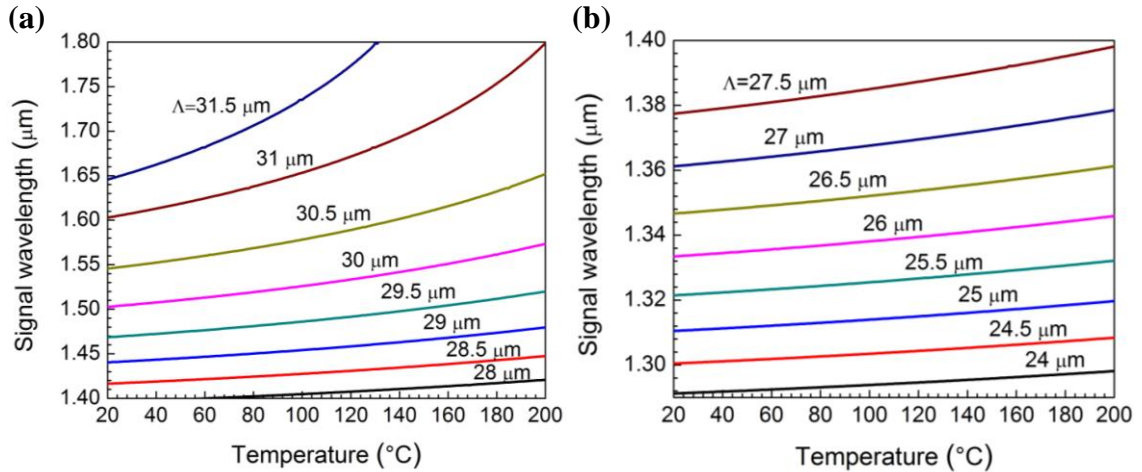 (a)
1.80
1.75
1.70
1.65
1.60
1.55
1.50
1.45
1.40
Signal wavelength (μm)
Λ=31.5 μm
31 μm
30.5 μm
30 μm
29.5 μm
29 μm
28.5 μm
28 μm
20 40 60 80 100 120 140 160 180 200
Temperature (°C)
(b)
1.40
1.38
1.36
1.34
1.32
1.30
Signal wavelength (μm)
Λ=27.5 μm
27 μm
26.5 μm
26 μm
25.5 μm
25 μm
24.5 μm
24 μm
20 40 60 80 100 120 140 160 180 200
Temperature (°C)